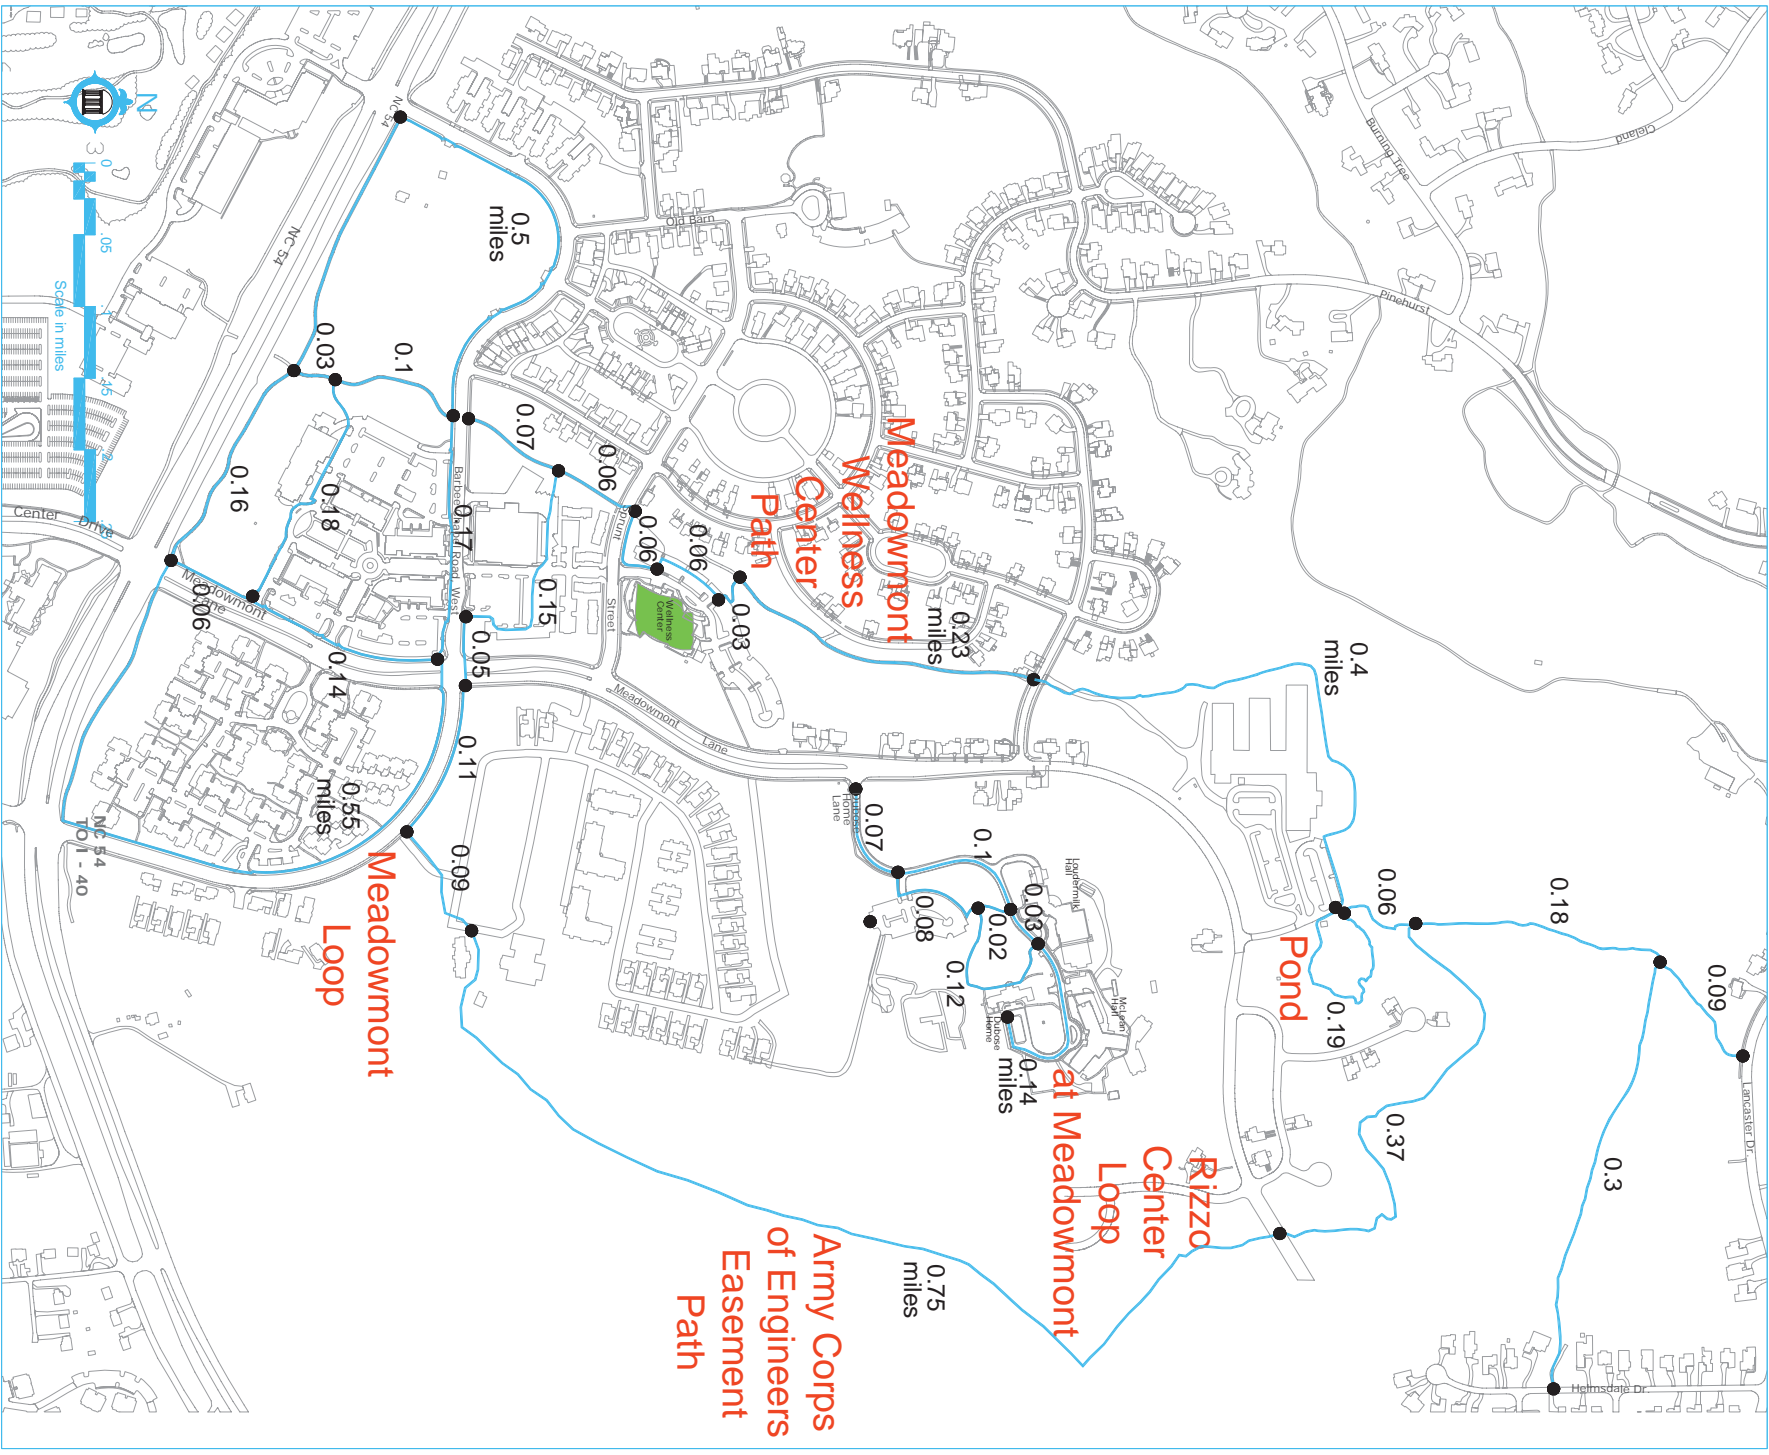 Lancaster Dr.
Helmsdale Dr.
Cleland
Burning Tree
Pinehurst
0.09
0.18
0.3
0.06
0.37
0.19
Pond
0.4
miles
Rizzo
Center
Loop
at Meadowmont
Loudermilk
Hall
McLean
Hall
Dubose
Home
0.14
miles
0.03
0.1
0.02
0.12
0.08
0.07
Dubose
Home
Lane
0.23
miles
Meadowmont
Wellness
Center
Path
Army Corps
of Engineers
Easement
Path
0.75
miles
Old Barn
Meadowmont
Lane
Wellness
Center
0.03
0.06
0.06
Sprunt
Street
0.06
0.07
0.15
0.5
miles
0.17
0.05
0.11
0.09
0.1
0.03
0.18
0.14
0.55
miles
Meadowmont
Loop
Meadowmont
Lane
0.16
0.06
NC 54
NC 54
NC 54
TO I - 40
Center Drive
N
0
.05
.1
.15
.2
Scale in miles